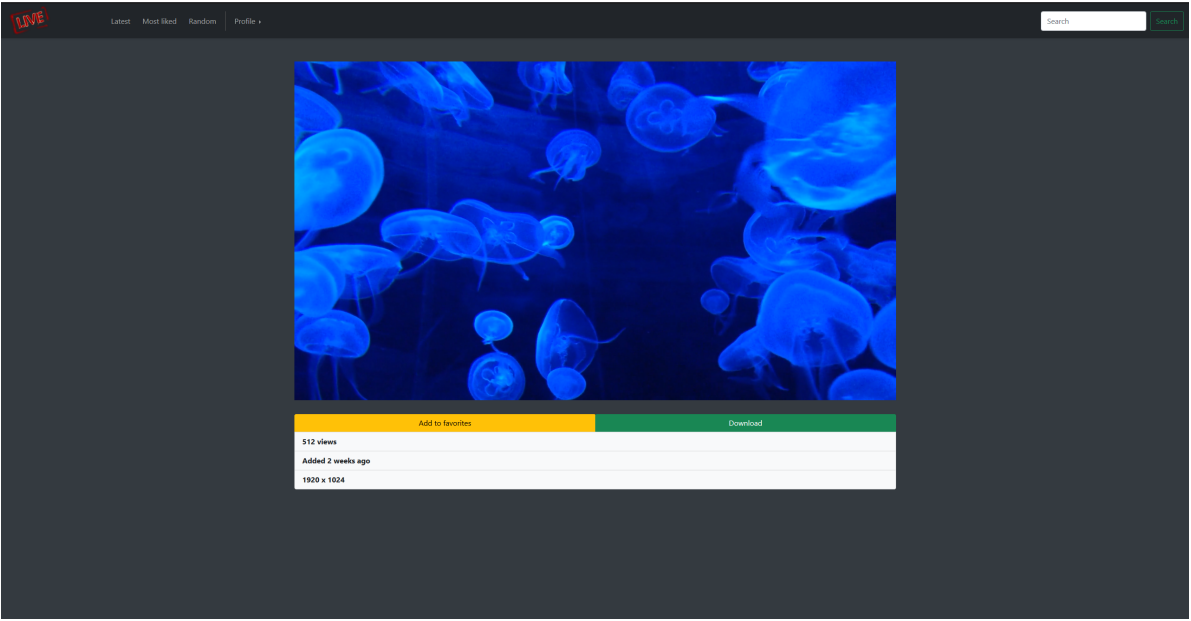 LIVE
Latest Most liked Random Profile
Search Search
Add to favorites Download
512 views
Added 2 weeks ago
1920 x 1024